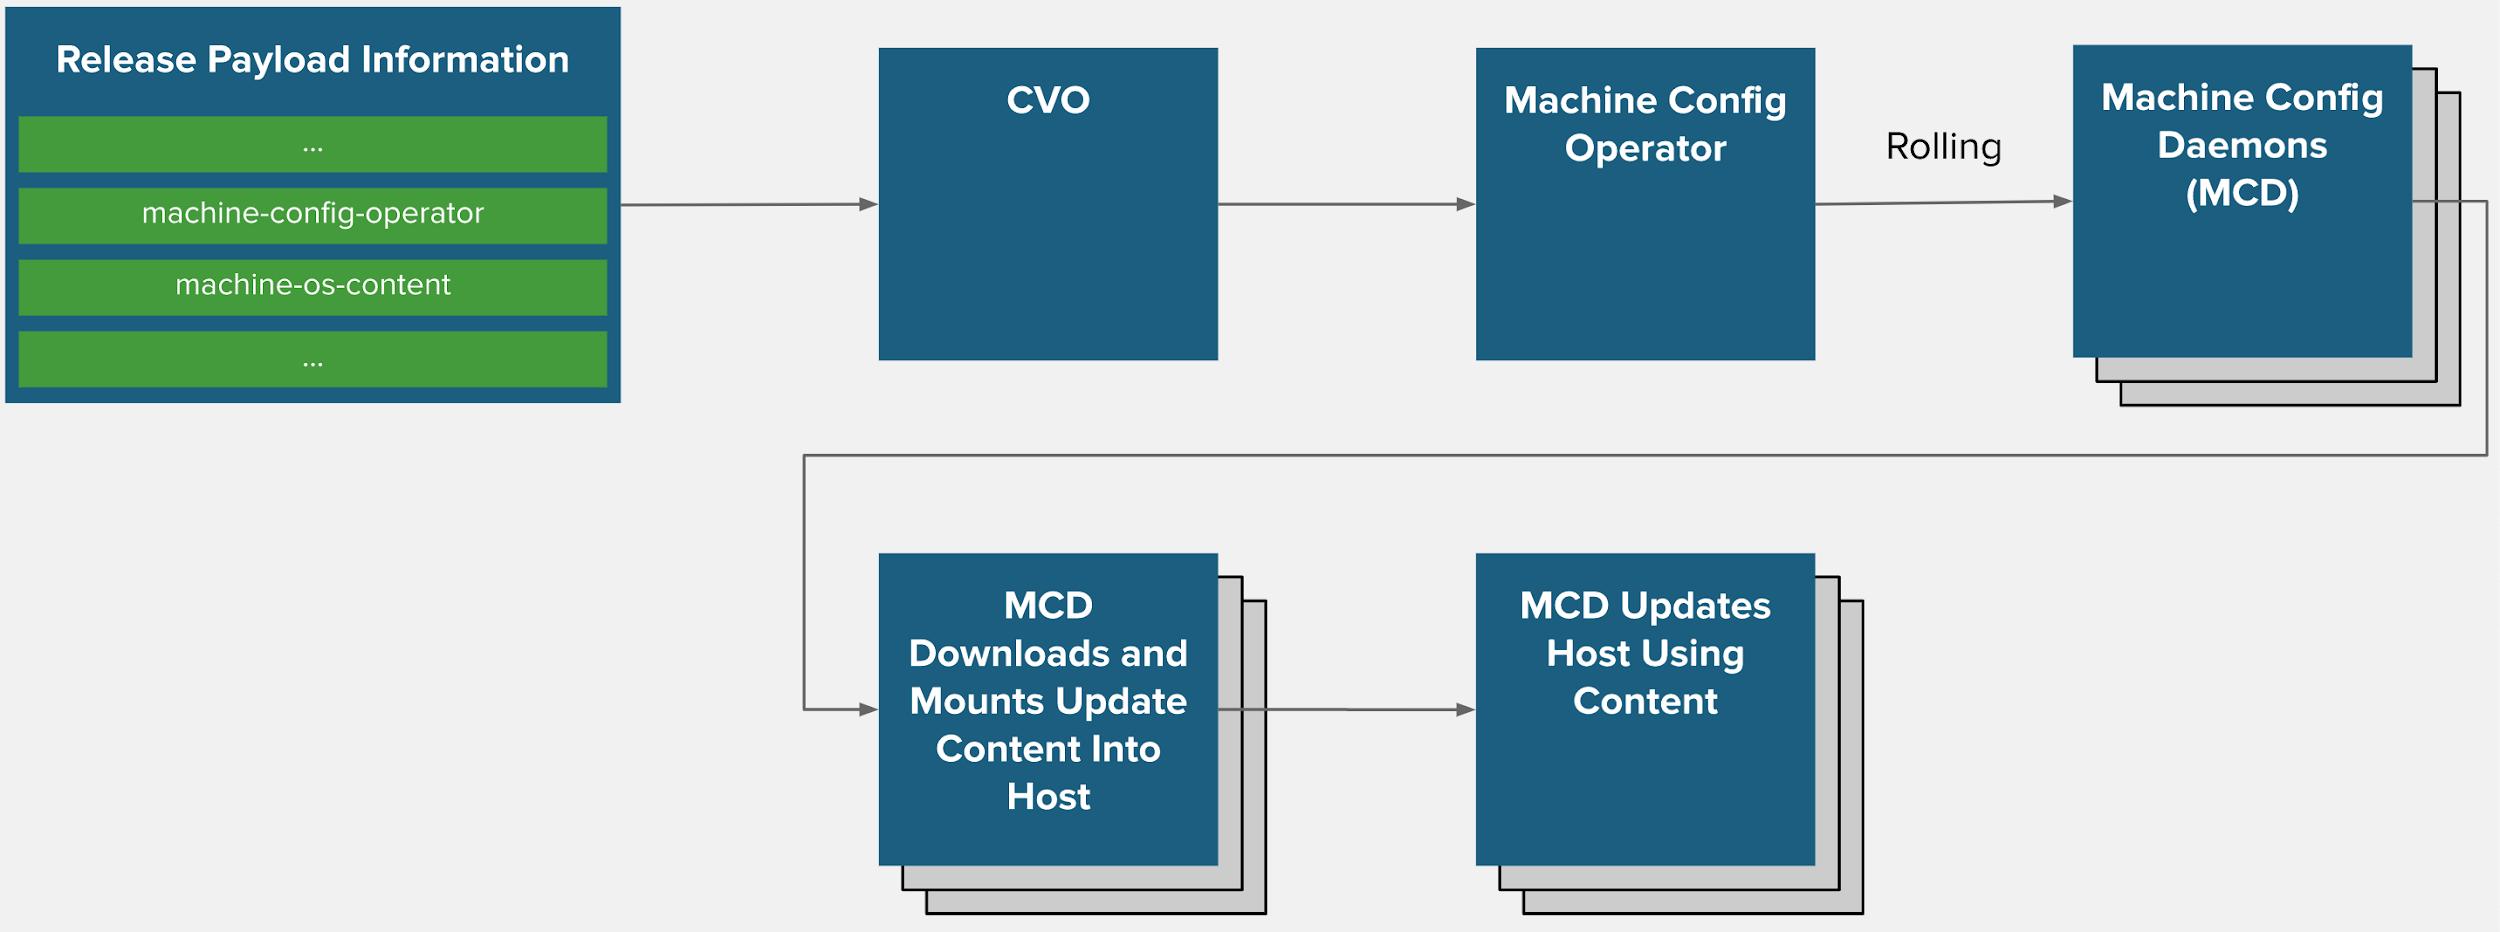 Release Payload Information
...
machine-config-operator
machine-os-content
...
CVO
Machine Config
Operator
Rolling
Machine Config
Daemons
(MCD)
MCD
Downloads and
Mounts Update
Content Into
Host
MCD Updates
Host Using
Content